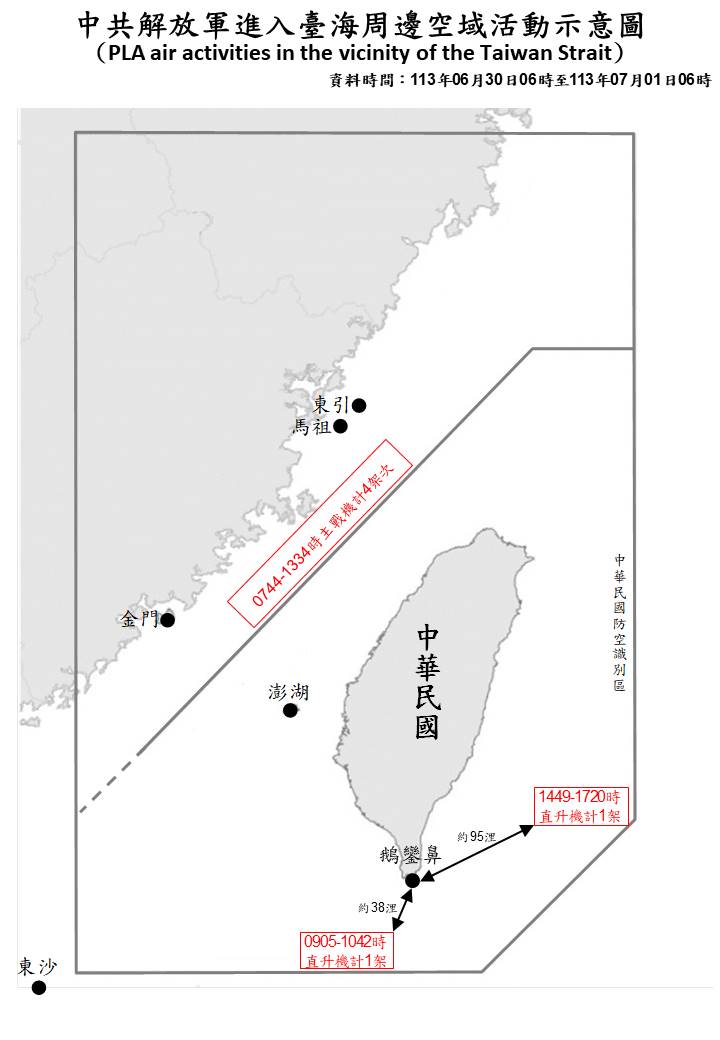 中共解放軍進入臺海周邊空域活動示意圖
（PLA air activities in the vicinity of the Taiwan Strait）
資料時間：113年06月30日06時至113年07月01日06時
東引
馬祖
0744-1334時主戰機計4架次
中華民國防空識別區
金門
中華民國
澎湖
1449-1720時
直升機計1架
約95浬
鵝鑾鼻
約38浬
0905-1042時
直升機計1架
東沙